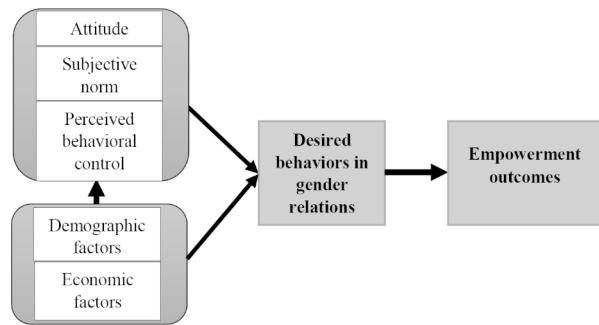 Attitude
Subjective
norm
Perceived
behavioral
control
Demographic
factors
Economic
factors
Desired
behaviors in
gender
relations
Empowerment
outcomes